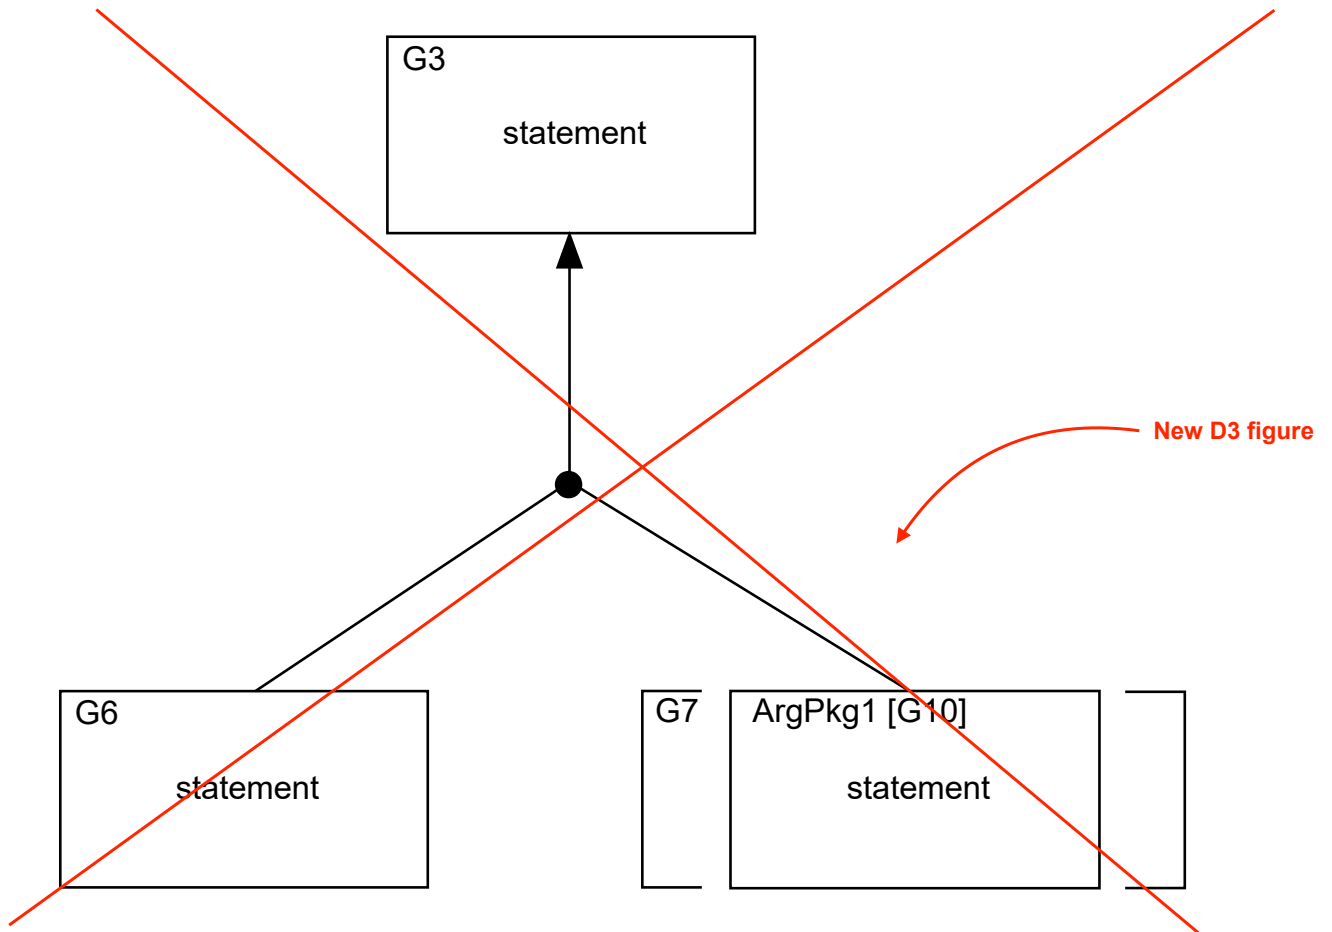 G3
statement
New D3 figure
G6
statement
G7
ArgPkg1 [G10]
statement